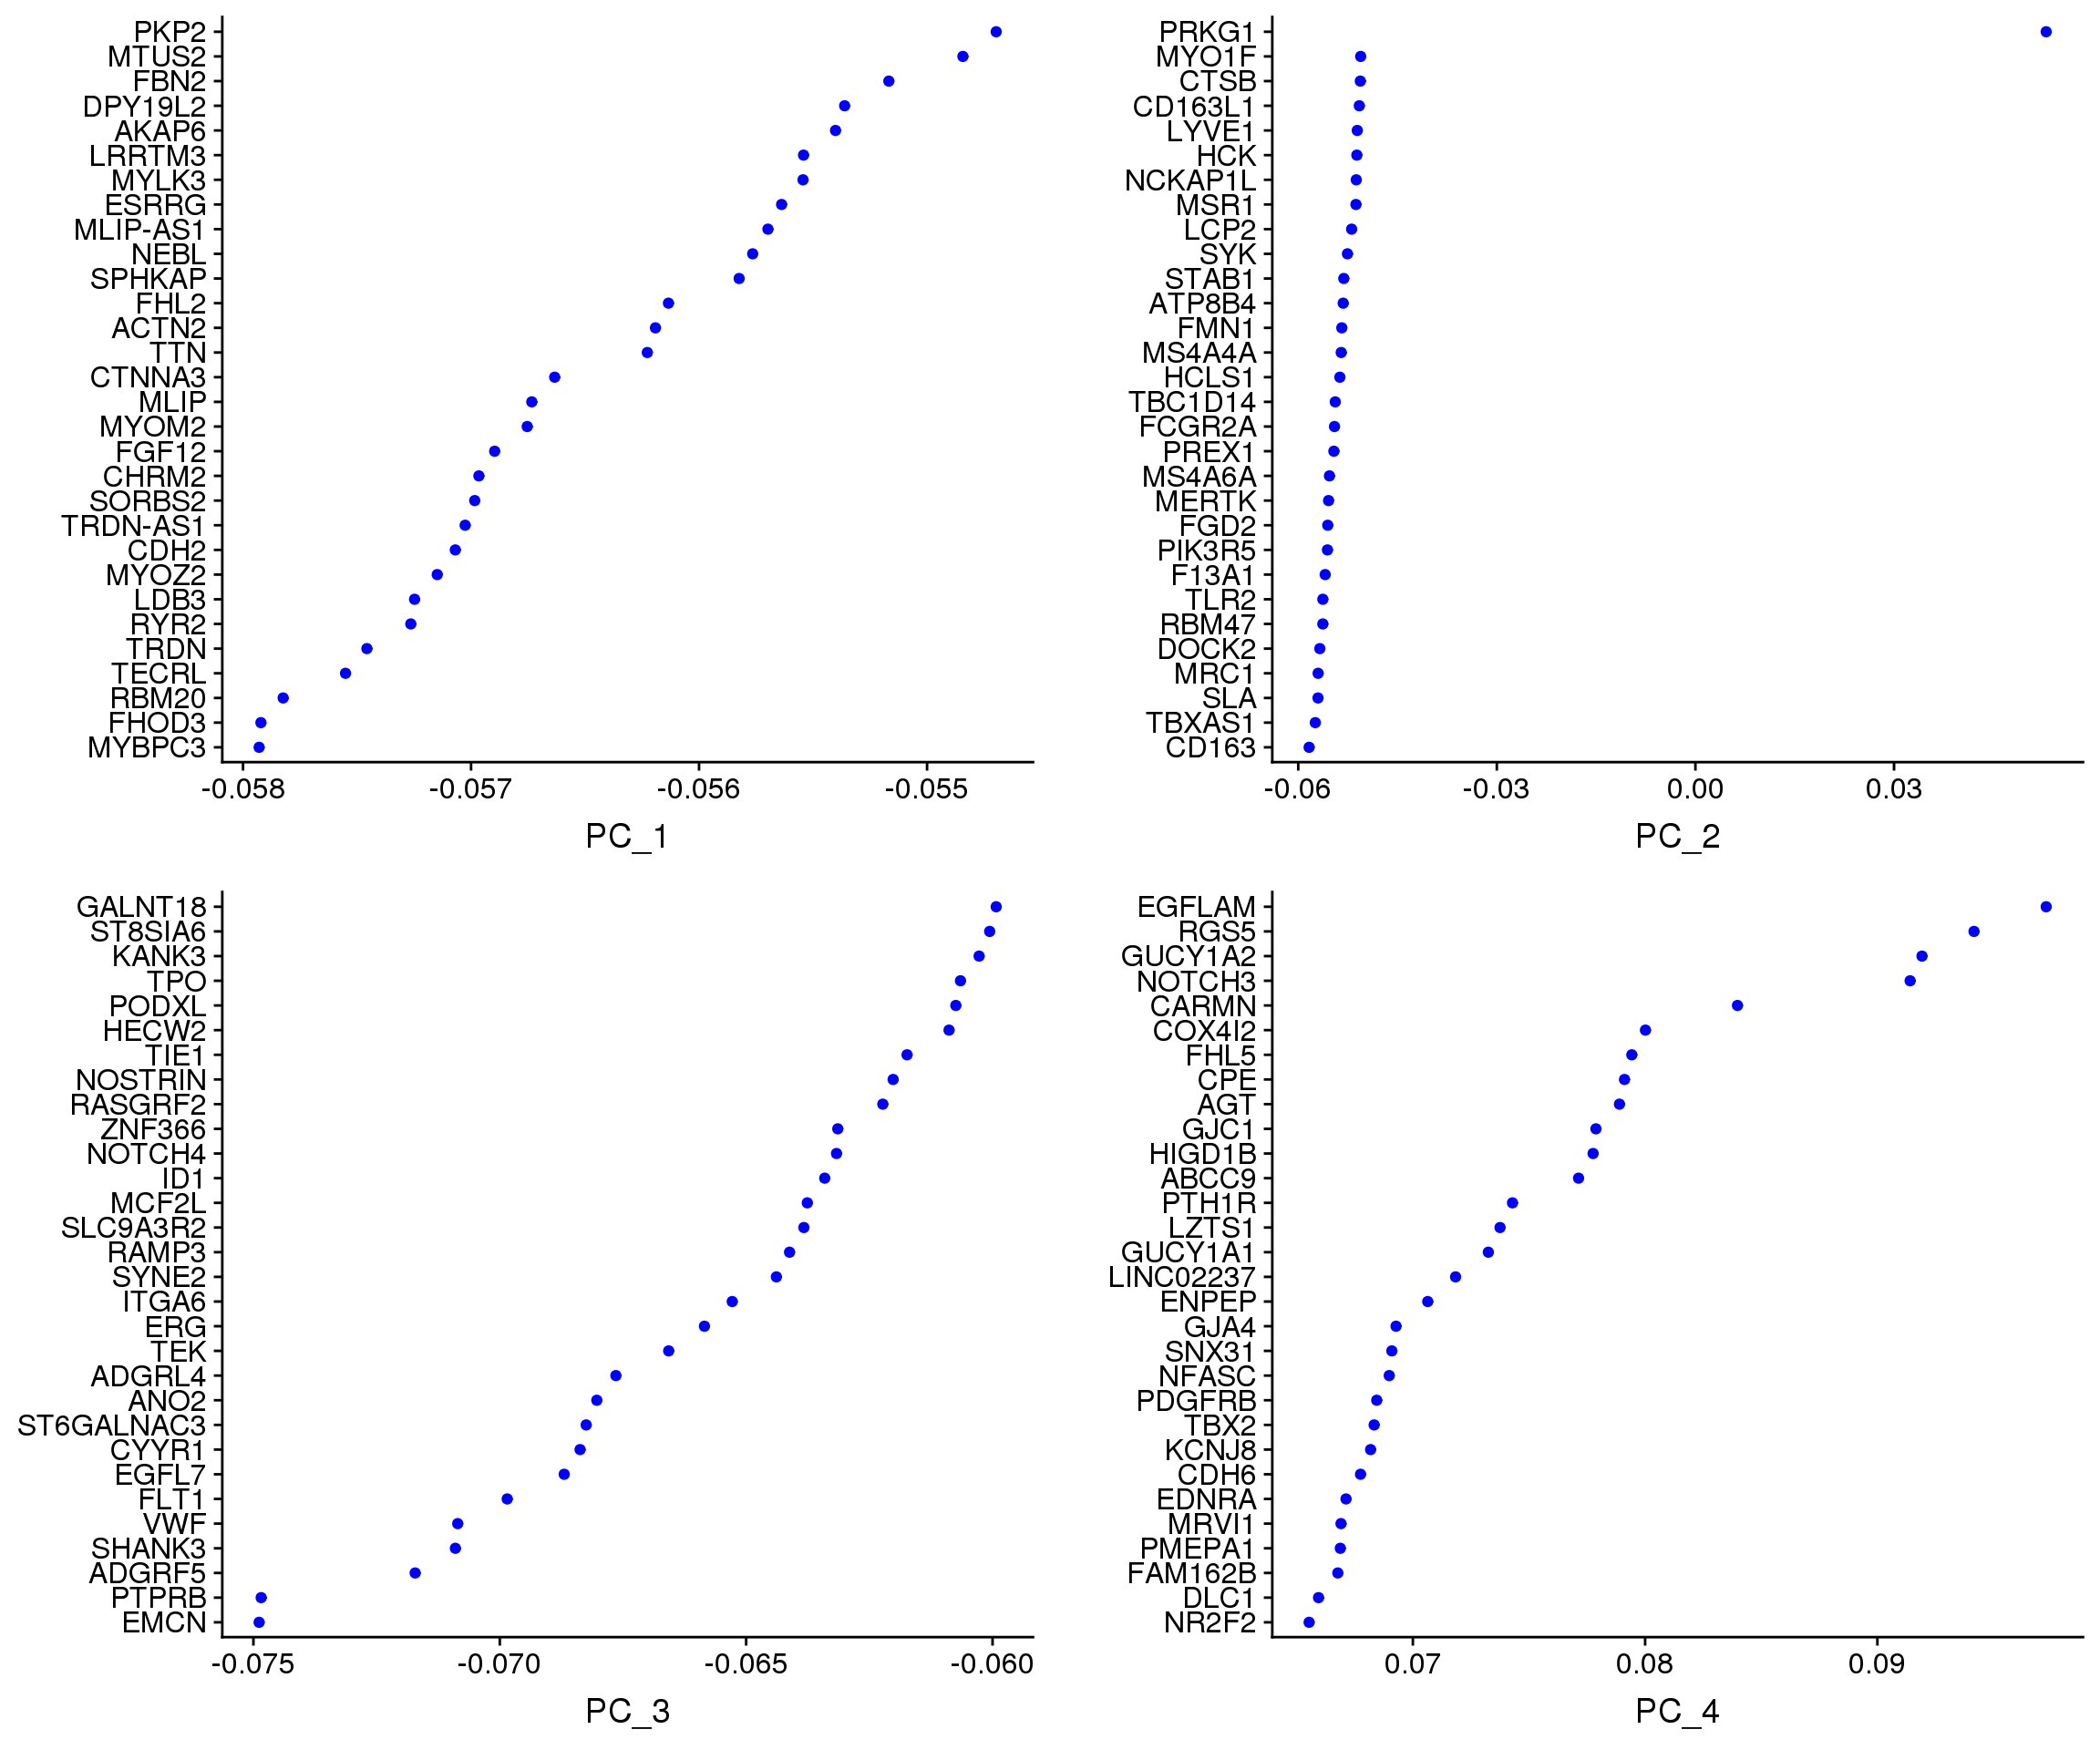 PKP2
MTUS2
FBN2
DPY19L2
AKAP6
LRRTM3
MYLK3
ESRRG
MLIP-AS1
NEBL
SPHKAP
FHL2
ACTN2
TTN
CTNNA3
MLIP
MYOM2
FGF12
CHRM2
SORBS2
TRDN-AS1
CDH2
MYOZ2
LDB3
RYR2
TRDN
TECRL
RBM20
FHOD3
MYBPC3
-0.058 -0.057 -0.056 -0.055
PC_1
PRKG1
MYO1F
CTSB
CD163L1
LYVE1
HCK
NCKAP1L
MSR1
LCP2
SYK
STAB1
ATP8B4
FMN1
MS4A4A
HCLS1
TBC1D14
FCGR2A
PREX1
MS4A6A
MERTK
FGD2
PIK3R5
F13A1
TLR2
RBM47
DOCK2
MRC1
SLA
TBXAS1
CD163
-0.06 -0.03 0.00 0.03
PC_2
GALNT18
ST8SIA6
KANK3
TPO
PODXL
HECW2
TIE1
NOSTRIN
RASGRF2
ZNF366
NOTCH4
ID1
MCF2L
SLC9A3R2
RAMP3
SYNE2
ITGA6
ERG
TEK
ADGRL4
ANO2
ST6GALNAC3
CYYR1
EGFL7
FLT1
VWF
SHANK3
ADGRF5
PTPRB
EMCN
-0.075 -0.070 -0.065 -0.060
PC_3
EGFLAM
RGS5
GUCY1A2
NOTCH3
CARMN
COX4I2
FHL5
CPE
AGT
GJC1
HIGD1B
ABCC9
PTH1R
LZTS1
GUCY1A1
LINC02237
ENPEP
GJA4
SNX31
NFASC
PDGFRB
TBX2
KCNJ8
CDH6
EDNRA
MRVI1
PMEPA1
FAM162B
DLC1
NR2F2
0.07 0.08 0.09
PC_4